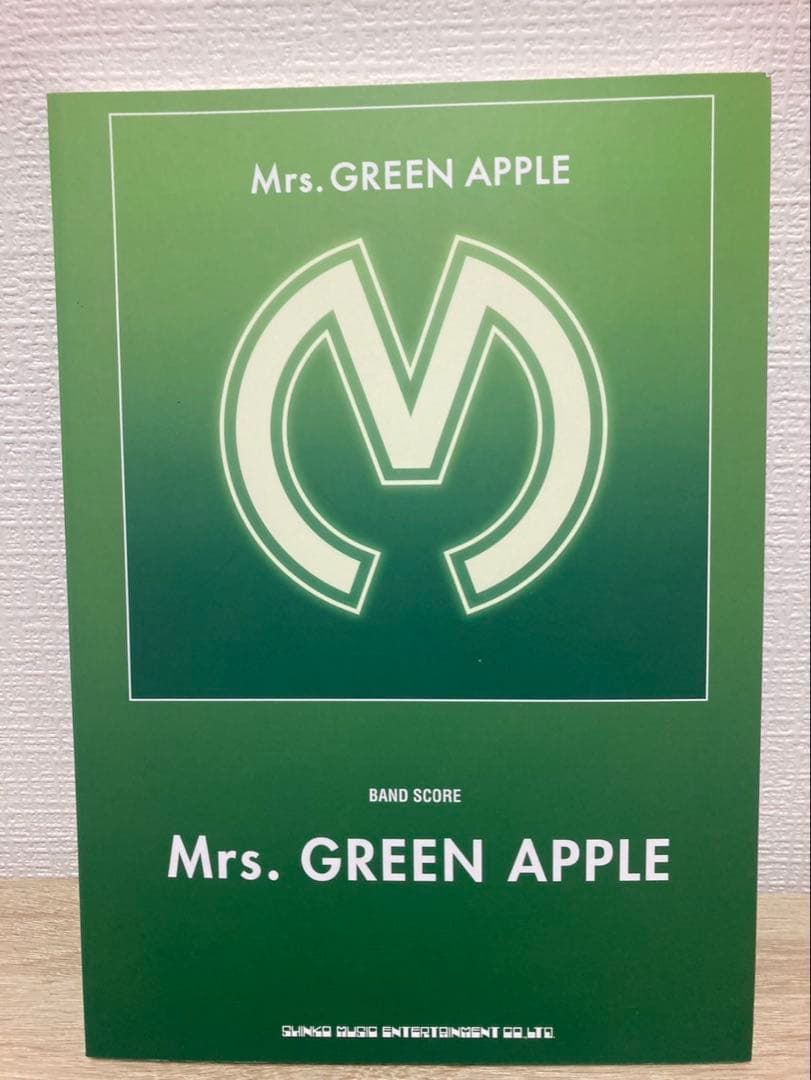 Mrs. GREEN APPLE
M
BAND SCORE
Mrs. GREEN APPLE
SHINKO MUSIC ENTERTAINMENT CO.,LTD.